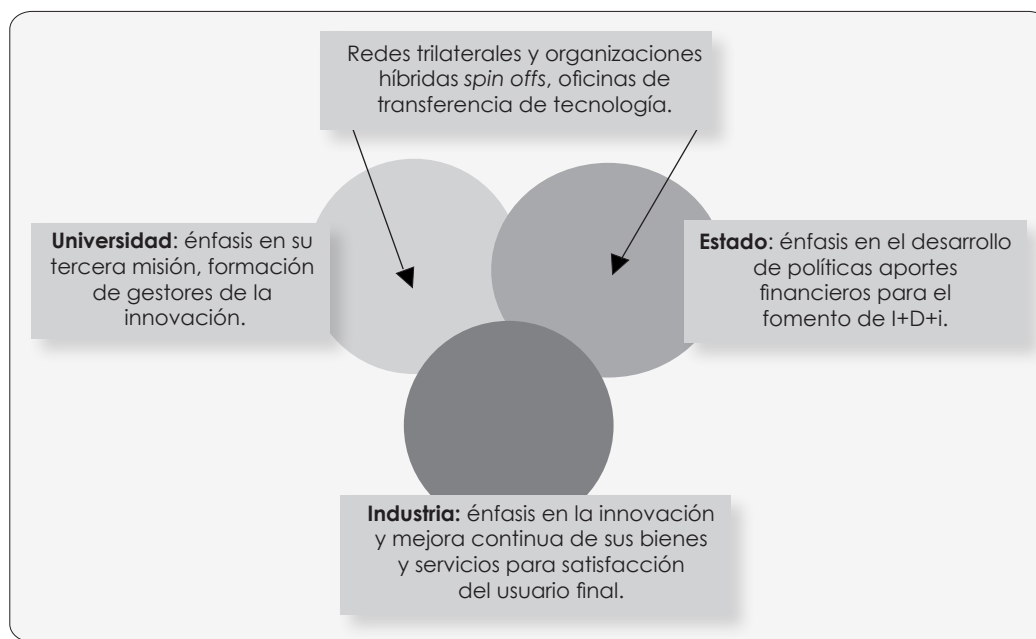 Redes trilaterales y organizaciones
híbridas spin offs, oficinas de
transferencia de tecnología.
Universidad: énfasis en su
tercera misión, formación
de gestores de la
innovación.
Estado: énfasis en el desarrollo
de políticas aportes
financieros para el
fomento de I+D+i.
Industria: énfasis en la innovación
y mejora continua de sus bienes
y servicios para satisfacción
del usuario final.